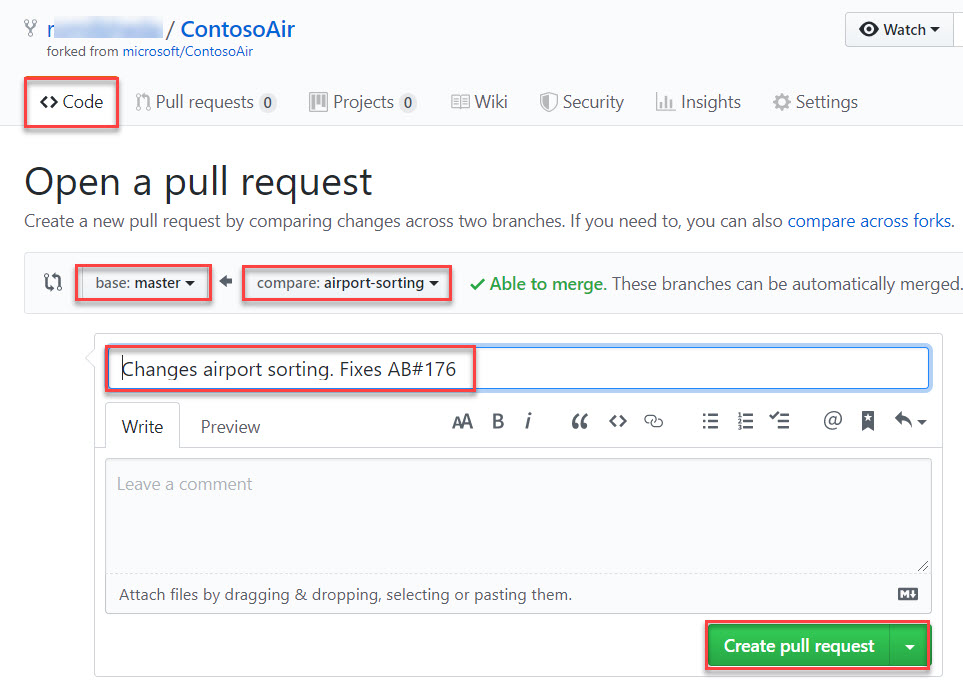 / ContosoAir
Watch
forked from microsoft/ContosoAir
Code Pull requests 0 Projects 0 Wiki Security Insights Settings
Open a pull request
Create a new pull request by comparing changes across two branches. If you need to, you can also compare across forks.
base: master compare: airport-sorting Able to merge. These branches can be automatically merged.
Changes airport sorting. Fixes AB#176
Write Preview
Leave a comment
Attach files by dragging & dropping, selecting or pasting them.
Create pull request